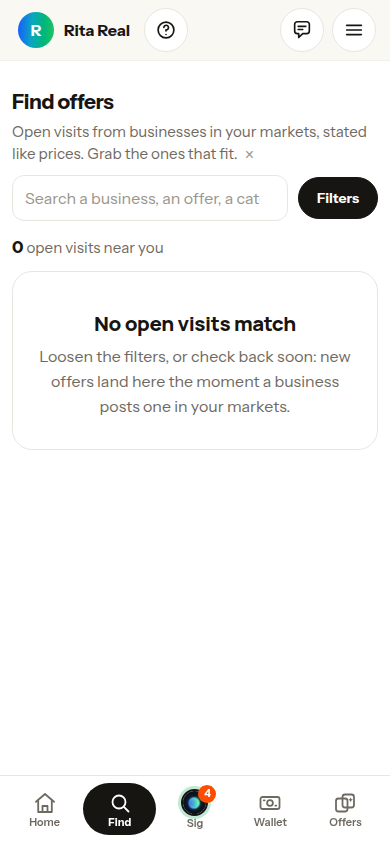 R Rita Real
Find offers
Open visits from businesses in your markets, stated
like prices. Grab the ones that fit. ×
Search a business, an offer, a cat
Filters
0 open visits near you
No open visits match
Loosen the filters, or check back soon: new
offers land here the moment a business
posts one in your markets.
4
Home
Find
Sig
Wallet
Offers